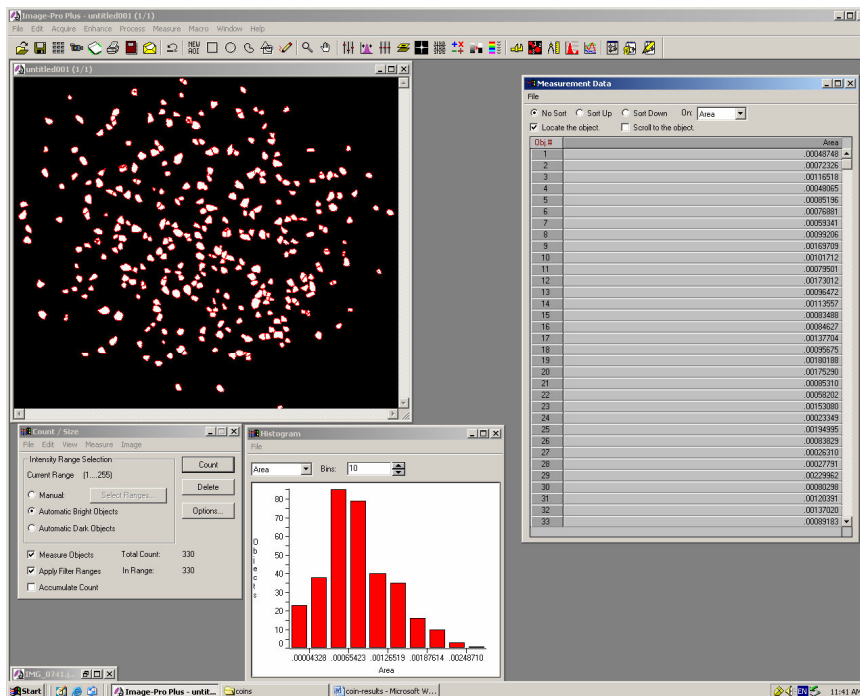 Image-Pro Plus - untitled001 (1/1)
File Edit Acquire Enhance Process Measure Macro Window Help
NEW
AOI
untitled001 (1/1)
Measurement Data
File
No Sort Sort Up Sort Down On: Area
Locate the object. Scroll to the object.
Obj.# Area
1 .00048748
2 .00072326
3 .00116518
4 .00048065
5 .00085196
6 .00076881
7 .00059341
8 .00099206
9 .00169709
10 .00101712
11 .00079501
12 .00173012
13 .00096472
14 .00113557
15 .00083488
16 .00084627
17 .00137704
18 .00095675
19 .00180188
20 .00175290
21 .00085310
22 .00058202
23 .00153080
24 .00023349
25 .00194995
26 .00083829
27 .00026310
28 .00027791
29 .00229962
30 .00080298
31 .00120391
32 .00137020
33 .00089183
Count / Size
File Edit View Measure Image
Intensity Range Selection
Current Range (1....255)
Manual: Select Ranges...
Automatic Bright Objects
Automatic Dark Objects
Count
Delete
Options...
Measure Objects Total Count: 330
Apply Filter Ranges In Range: 330
Accumulate Count
Histogram
File
Area Bins: 10
Objects
80
70
60
50
40
30
20
10
0
.00004328 .00065423 .00126519 .00187614 .00248710
Area
IMG_0741.j...
Start Image-Pro Plus - untit... coins coin-results - Microsoft W... EN 11:41 AM